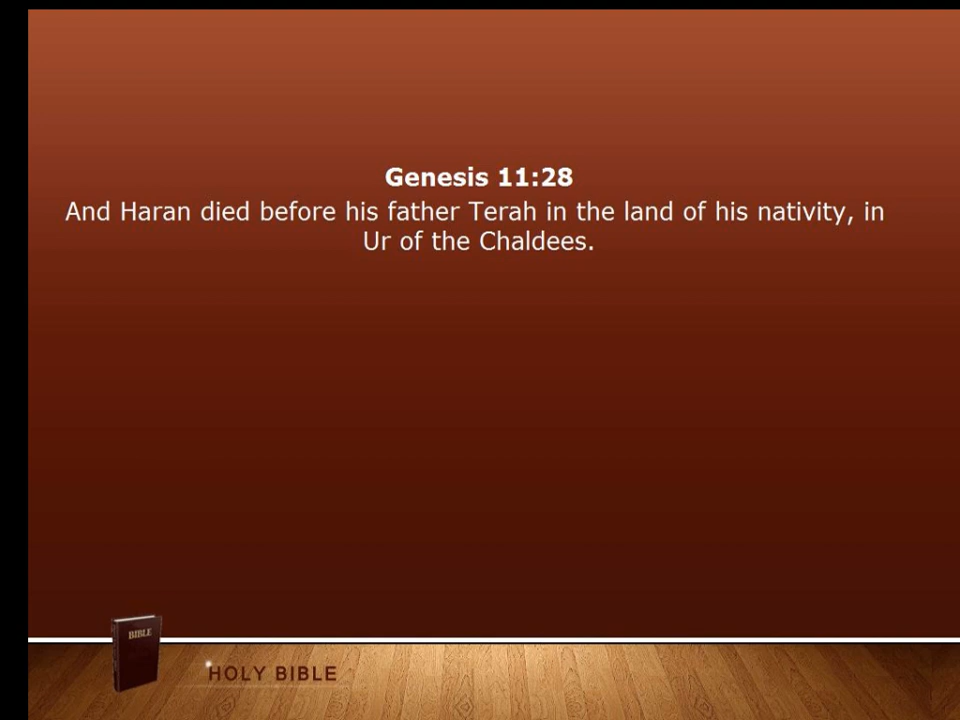 Genesis 11:28
And Haran died before his father Terah in the land of his nativity, in
Ur of the Chaldees.
BIBLE
HOLY BIBLE